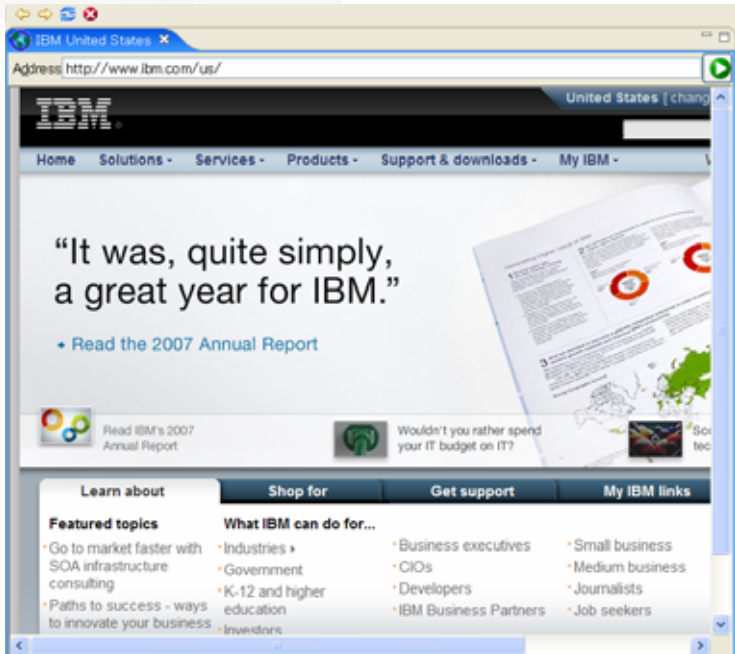 IBM United States
Address http://www.ibm.com/us/
United States [ chang
IBM
Home Solutions Services Products Support & downloads My IBM
“It was, quite simply,
a great year for IBM.”
Read the 2007 Annual Report
Read IBM's 2007
Annual Report
Wouldn't you rather spend
your IT budget on IT?
Sco
tec
Learn about Shop for Get support My IBM links
Featured topics
Go to market faster with
SOA infrastructure
consulting
Paths to success - ways
to innovate your business
What IBM can do for...
Industries
Government
K-12 and higher
education
Investors
Business executives
CIOs
Developers
IBM Business Partners
Small business
Medium business
Journalists
Job seekers